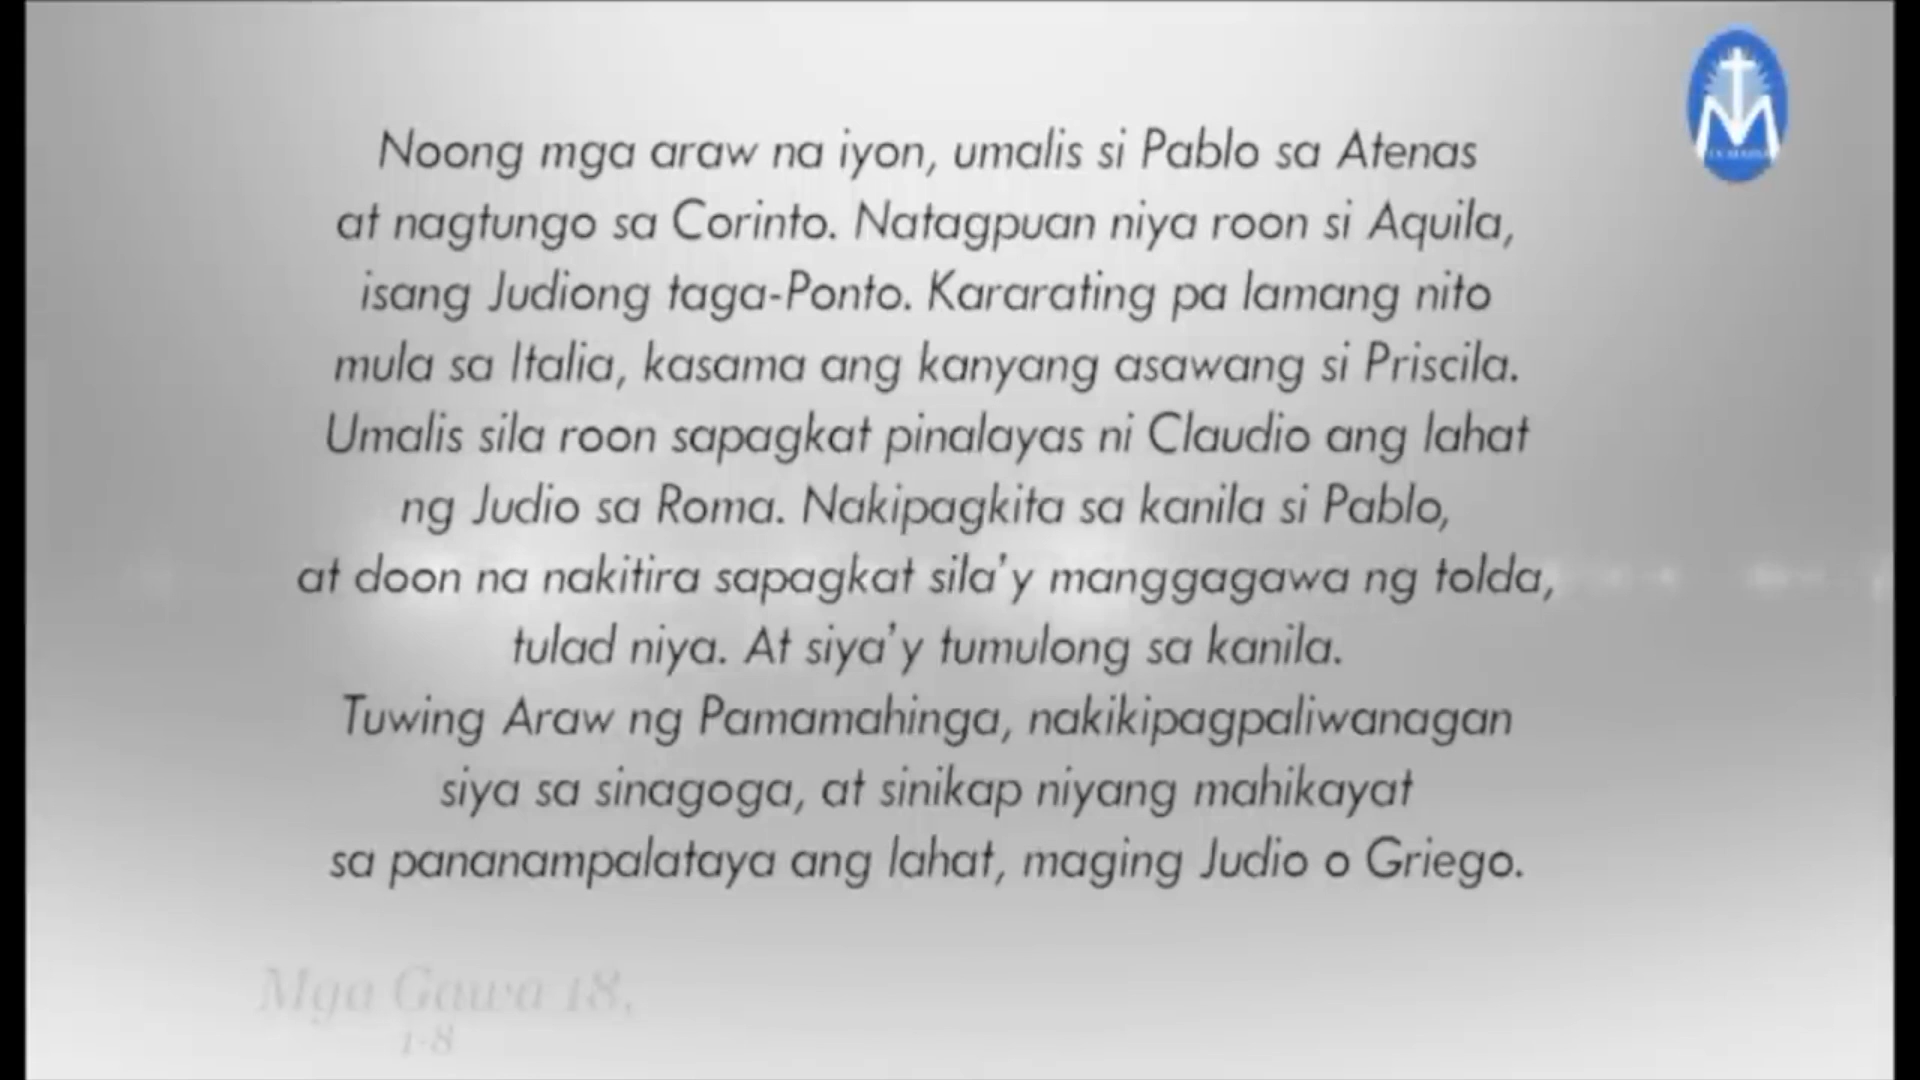 Noong mga araw na iyon, umalis si Pablo sa Atenas
at nagtungo sa Corinto. Natagpuan niya roon si Aquila,
isang Judiong taga-Ponto. Kararating pa lamang nito
mula sa Italia, kasama ang kanyang asawang si Priscila.
Umalis sila roon sapagkat pinalayas ni Claudio ang lahat
ng Judio sa Roma. Nakipagkita sa kanila si Pablo,
at doon na nakitira sapagkat sila'y manggagawa ng tolda,
tulad niya. At siya'y tumulong sa kanila.
Tuwing Araw ng Pamamahinga, nakikipagpaliwanagan
siya sa sinagoga, at sinikap niyang mahikayat
sa pananampalataya ang lahat, maging Judio o Griego.
Mga Gawa 18,
1-8